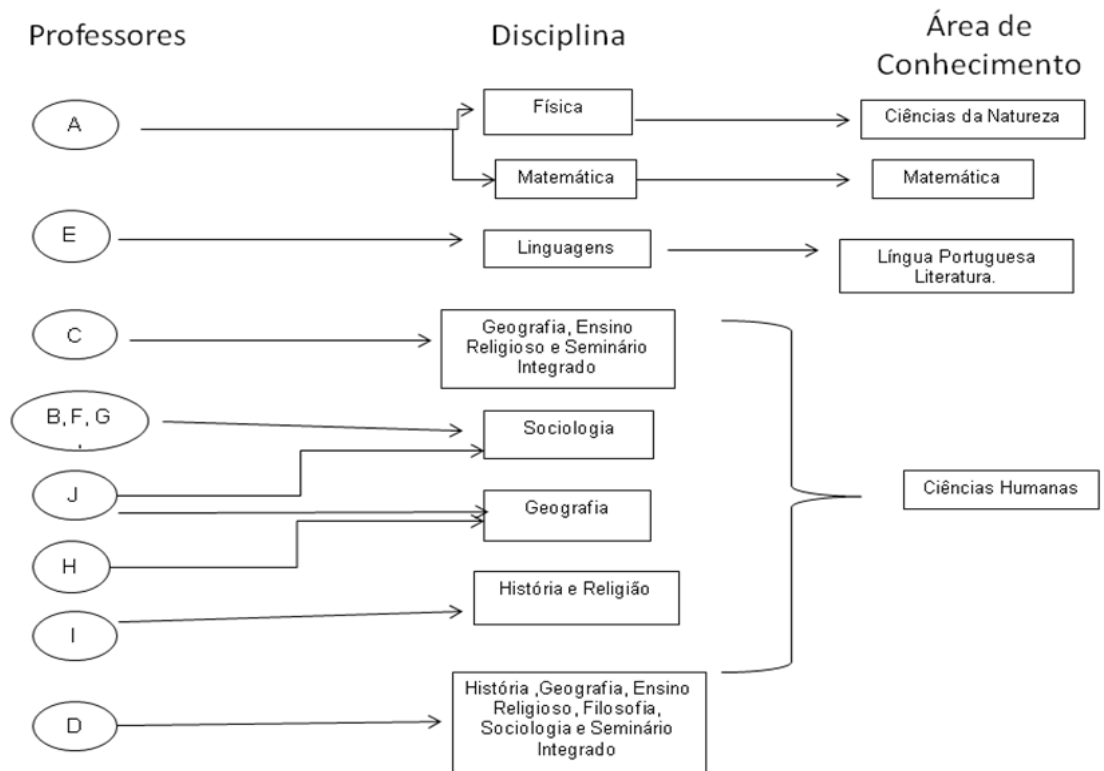 Professores
Disciplina
Área de
Conhecimento
A
Física
Ciências da Natureza
Matemática
Matemática
E
Linguagens
Língua Portuguesa
Literatura.
C
Geografia, Ensino
Religioso e Seminário
Integrado
B, F, G
,
Sociologia
J
Geografia
Ciências Humanas
H
História e Religião
I
História ,Geografia, Ensino
Religioso, Filosofia,
Sociologia e Seminário
Integrado
D